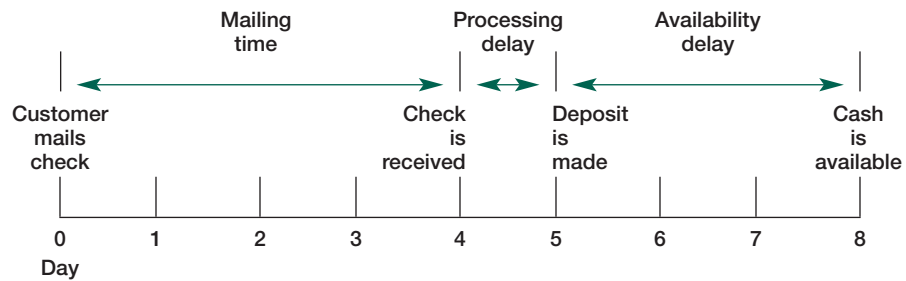 Mailing
time
Processing
delay
Availability
delay
Customer
mails
check
Check
is
received
Deposit
is
made
Cash
is
available
0 1 2 3 4 5 6 7 8
Day